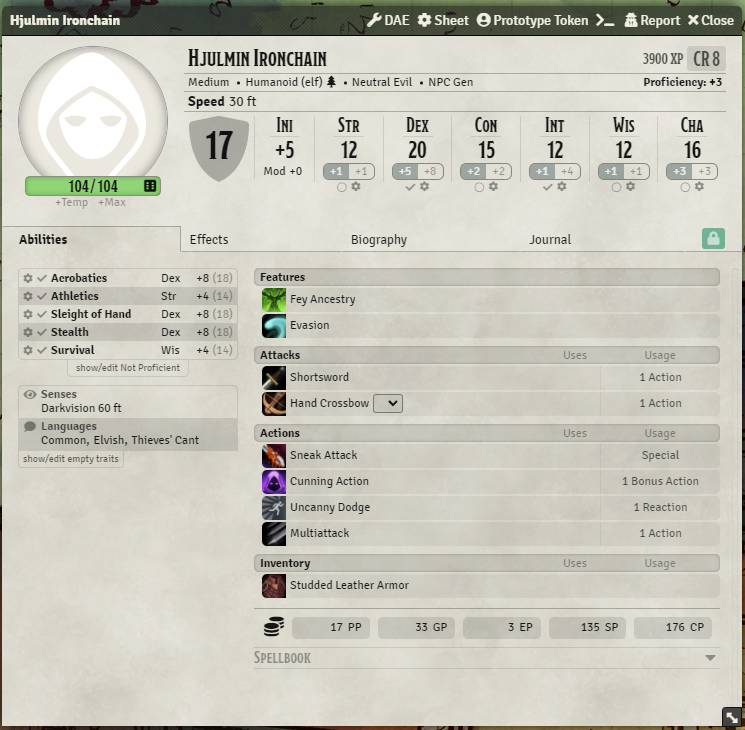 Hjulmin Ironchain DAE Sheet Prototype Token Report Close
Hjulmin Ironchain 3900 XP CR 8
Medium • Humanoid (elf) • Neutral Evil • NPC Gen Proficiency: +3
Speed 30 ft
17
Ini Str Dex Con Int Wis Cha
+5 12 20 15 12 12 16
Mod +0 +1 +1 +5 +8 +2 +2 +1 +4 +1 +1 +3 +3
104 / 104
+Temp +Max
Abilities Effects Biography Journal
Acrobatics Dex +8 (18)
Athletics Str +4 (14)
Sleight of Hand Dex +8 (18)
Stealth Dex +8 (18)
Survival Wis +4 (14)
show/edit Not Proficient
Senses
Darkvision 60 ft
Languages
Common, Elvish, Thieves' Cant
show/edit empty traits
Features
Fey Ancestry
Evasion
Attacks Uses Usage
Shortsword 1 Action
Hand Crossbow 1 Action
Actions Uses Usage
Sneak Attack Special
Cunning Action 1 Bonus Action
Uncanny Dodge 1 Reaction
Multiattack 1 Action
Inventory Uses Usage
Studded Leather Armor
17 PP 33 GP 3 EP 135 SP 176 CP
Spellbook